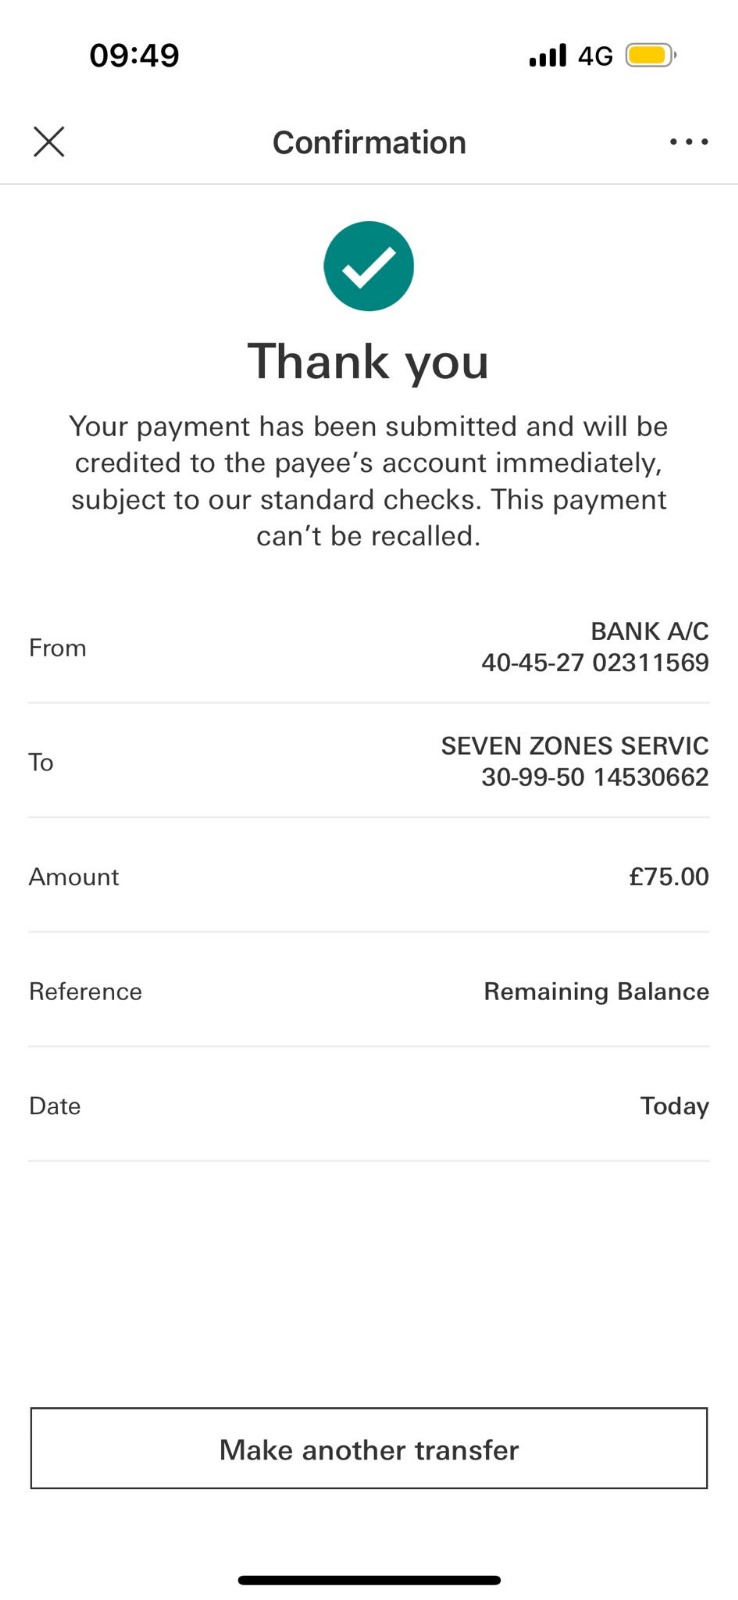 09:49
4G
Confirmation
Thank you
Your payment has been submitted and will be
credited to the payee’s account immediately,
subject to our standard checks. This payment
can’t be recalled.
From
BANK A/C
40-45-27 02311569
To
SEVEN ZONES SERVIC
30-99-50 14530662
Amount
£75.00
Reference
Remaining Balance
Date
Today
Make another transfer